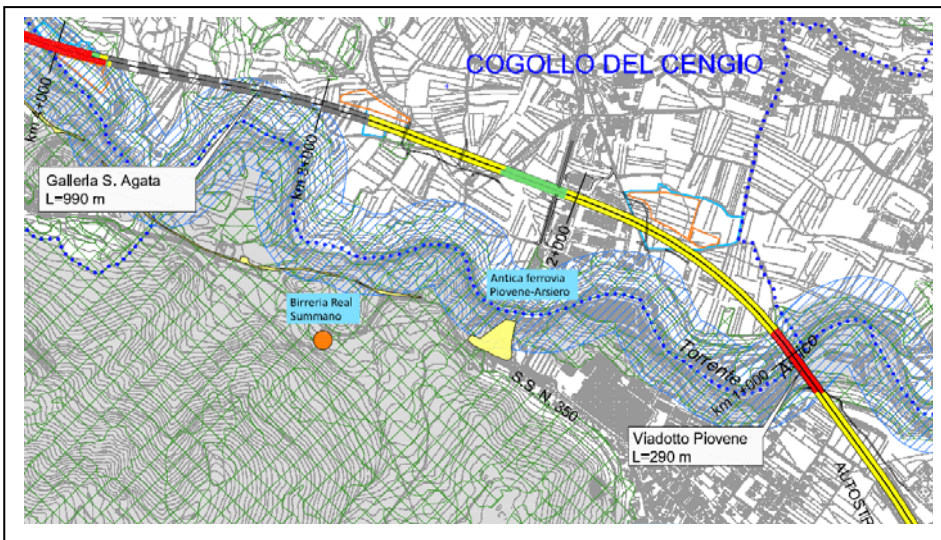 COGOLLO DEL CENGIO
km 4+000
Galleria S. Agata
L=990 m
km 3+000
2+000
Antica ferrovia
Piovene-Arsiero
Birreria Real
Summano
Torrente
Astico
km 1+000
S.S. N. 350
Viadotto Piovene
L=290 m
AUTOSTR